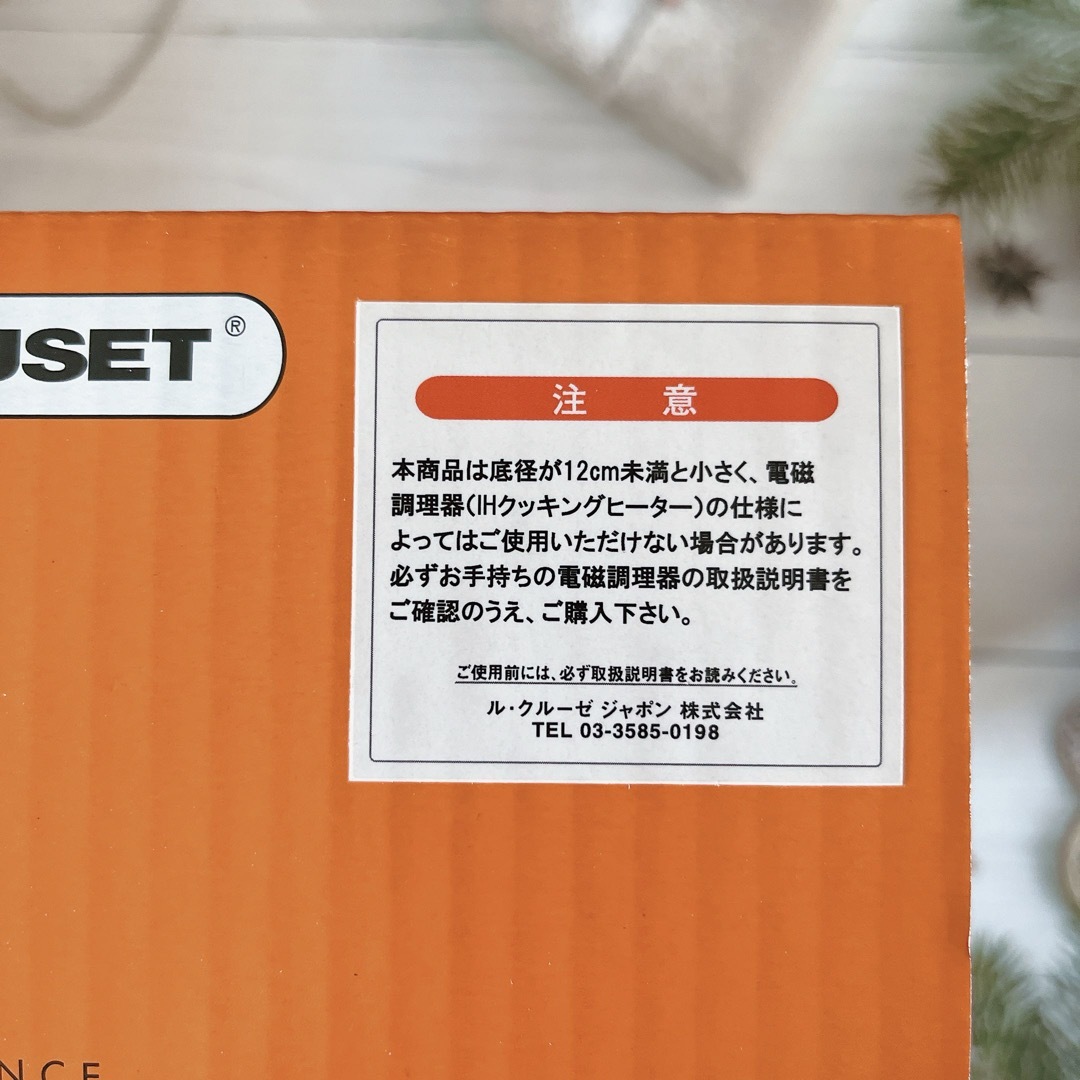 USET®
注 意
本商品は底径が12cm未満と小さく、電磁
調理器(IHクッキングヒーター)の仕様に
よってはご使用いただけない場合があります。
必ずお手持ちの電磁調理器の取扱説明書を
ご確認のうえ、ご購入下さい。
ご使用前には、必ず取扱説明書をお読みください。
ル・クルーゼ ジャポン 株式会社
TEL 03-3585-0198
NCE